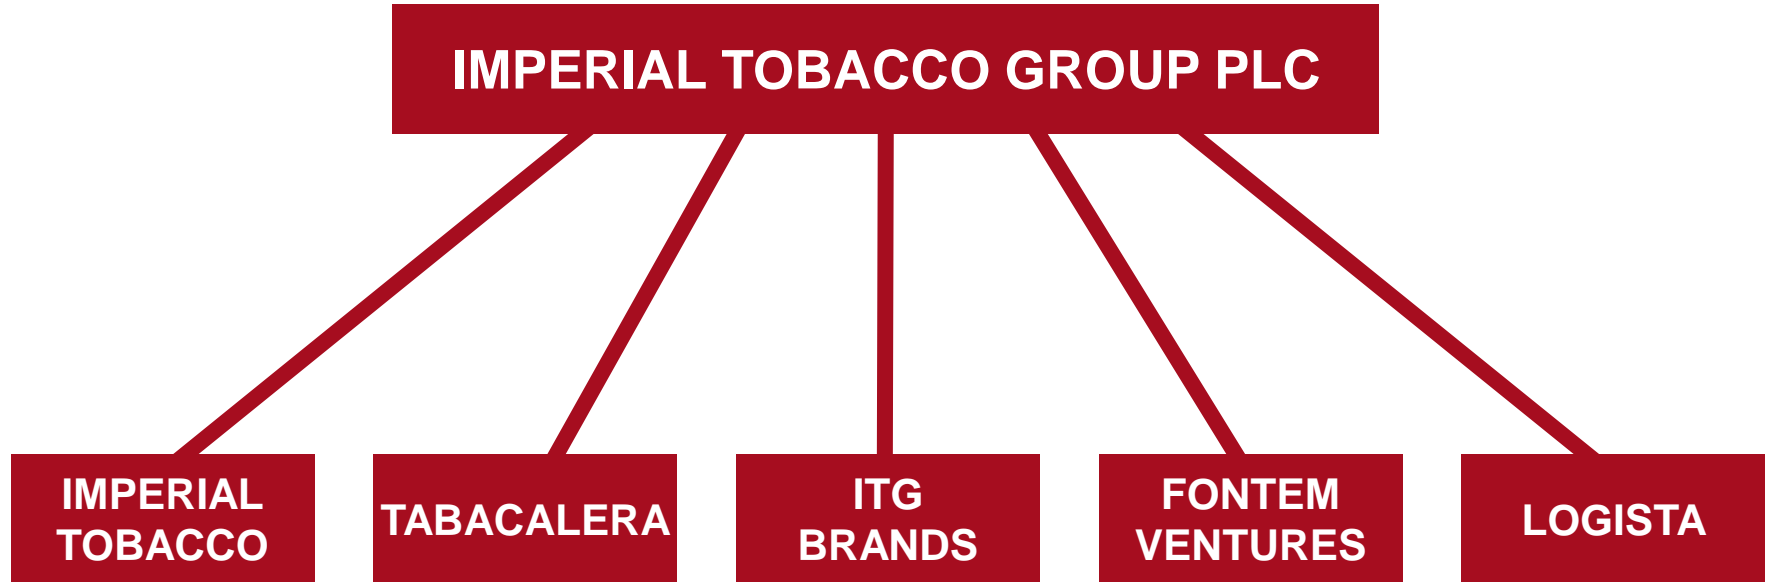 IMPERIAL TOBACCO GROUP PLC
IMPERIAL
TOBACCO
TABACALERA
ITG
BRANDS
FONTEM
VENTURES
LOGISTA